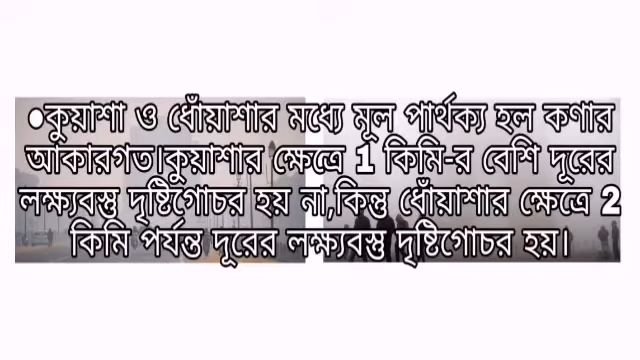 ●কুয়াশা ও ধোঁয়াশার মধ্যে মূল পার্থক্য হল কণার
আকারগত।কুয়াশার ক্ষেত্রে 1 কিমি-র বেশি দূরের
লক্ষ্যবস্তু দৃষ্টিগোচর হয় না,কিন্তু ধোঁয়াশার ক্ষেত্রে 2
কিমি পর্যন্ত দূরের লক্ষ্যবস্তু দৃষ্টিগোচর হয়।